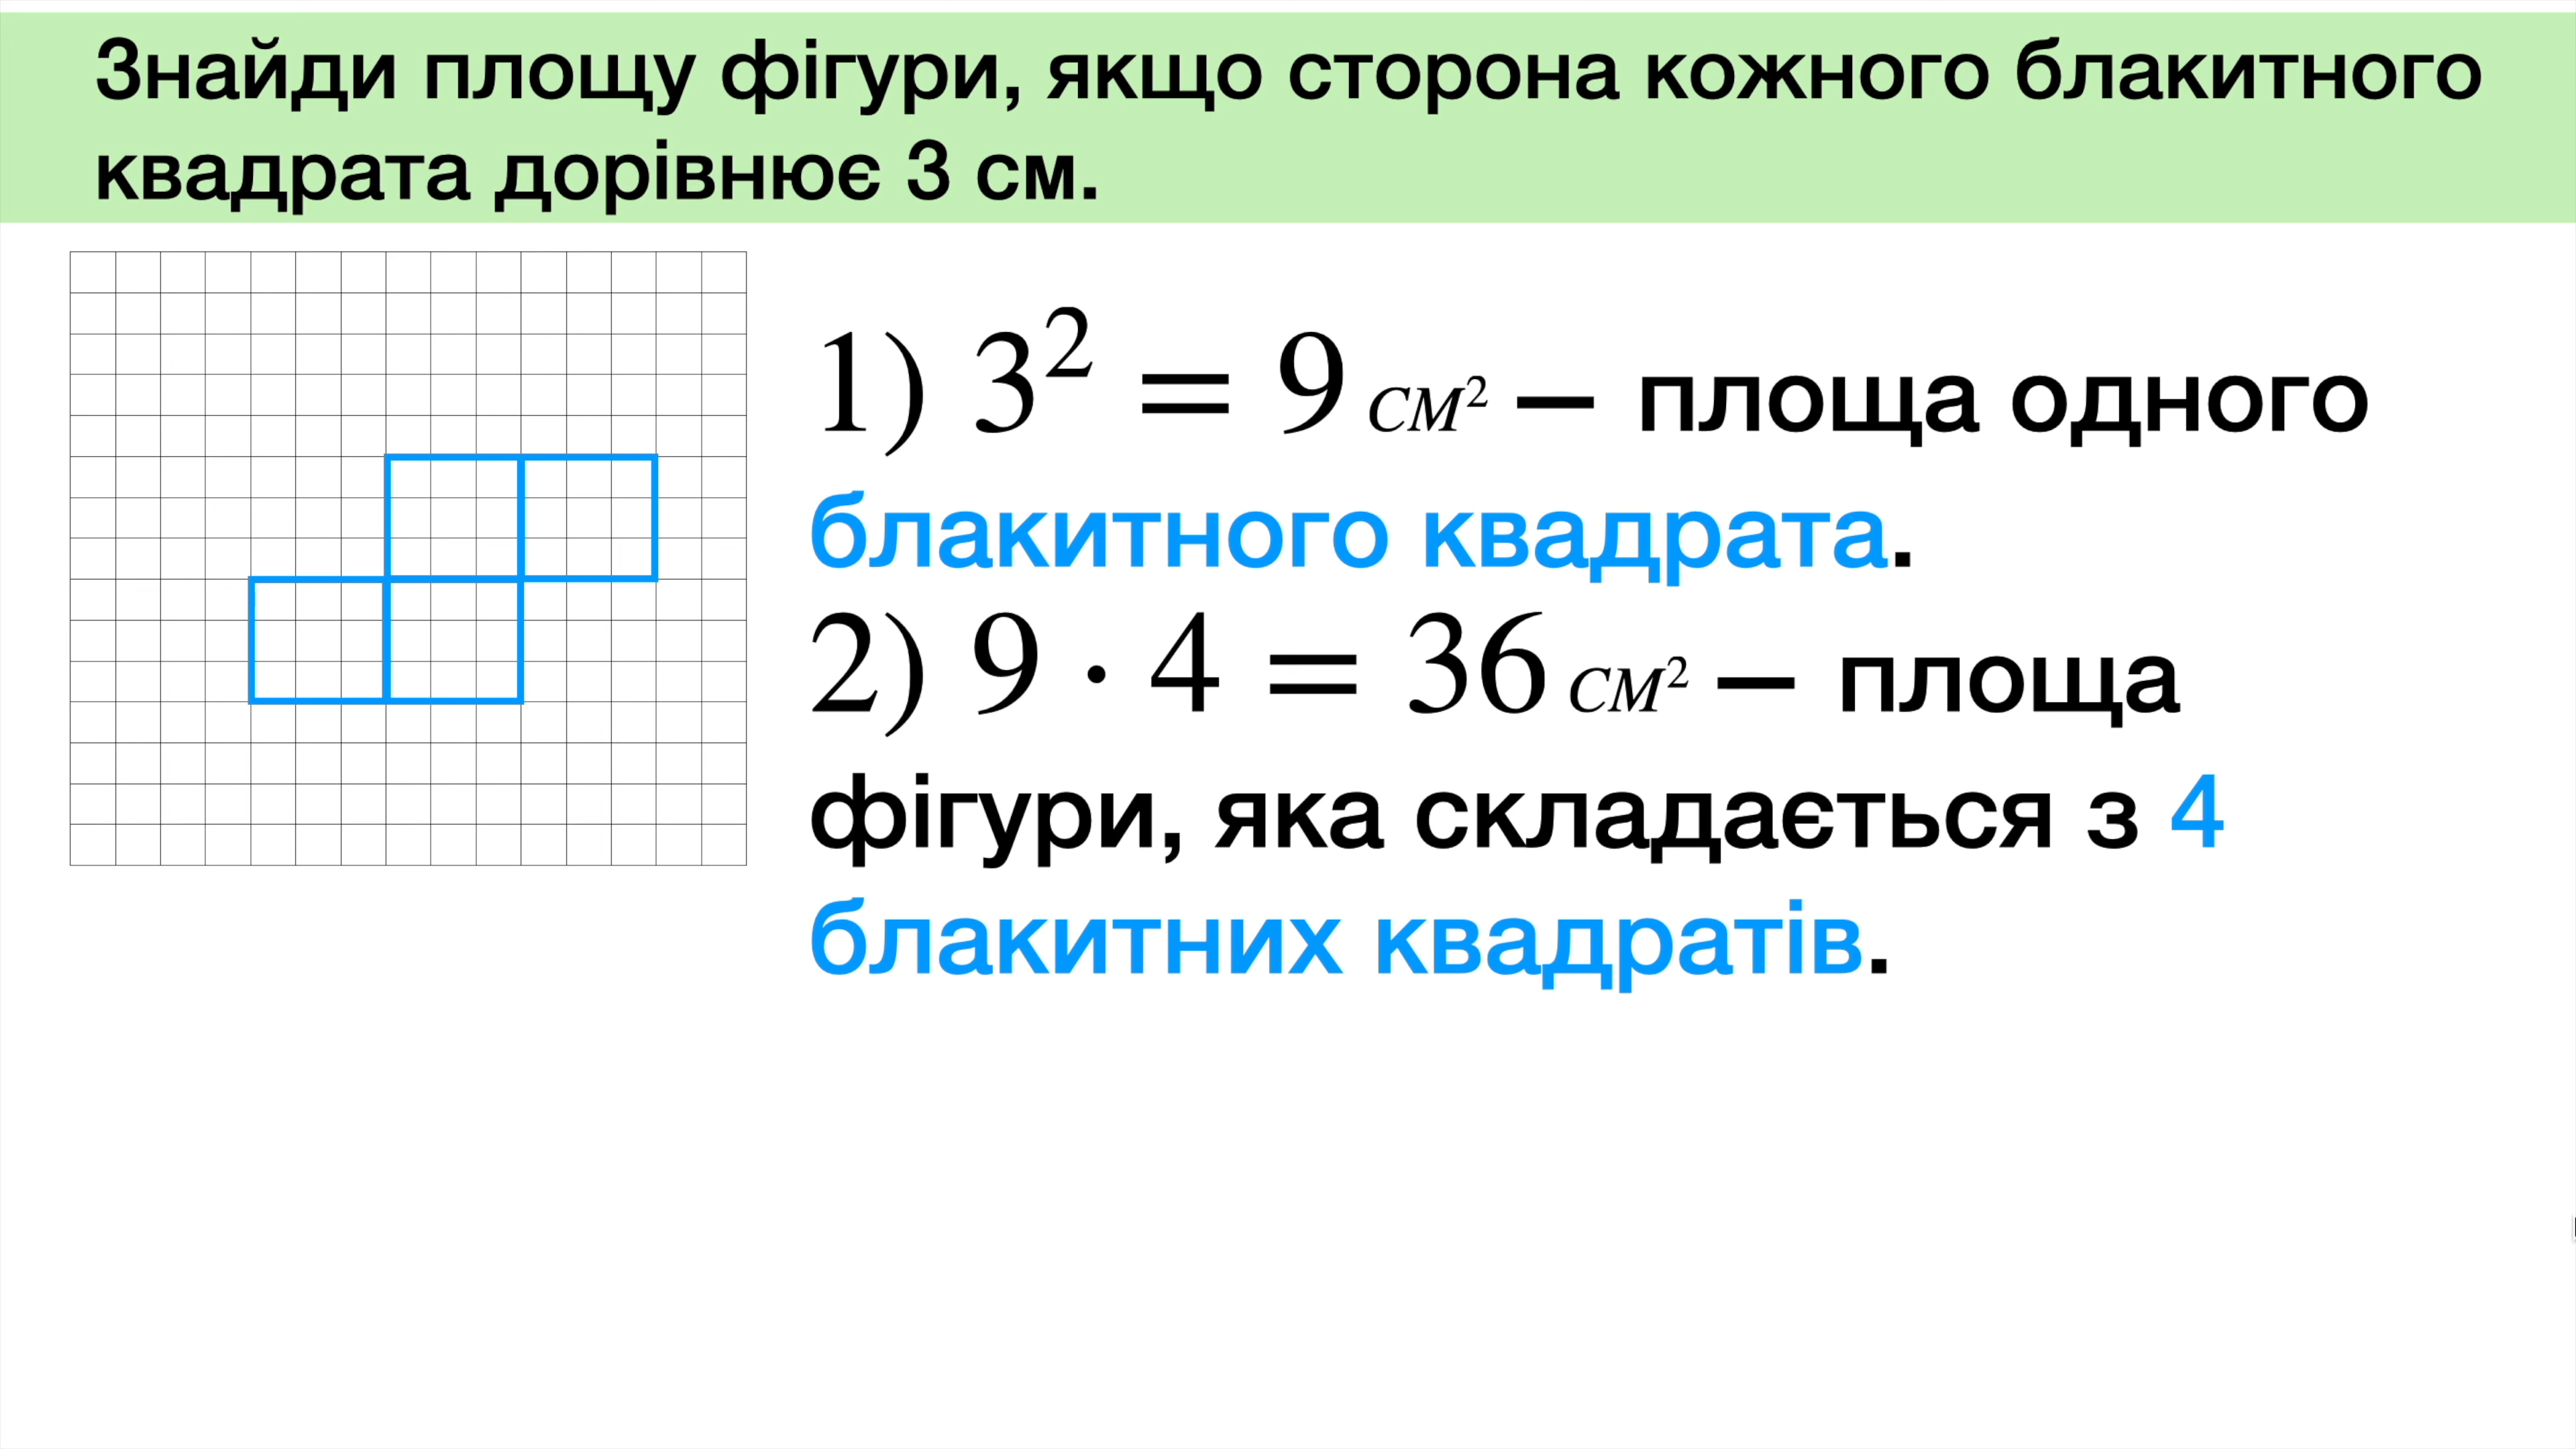 Знайди площу фігури, якщо сторона кожного блакитного
квадрата дорівнює 3 см.
1) 3² = 9 см² – площа одного
блакитного квадрата.
2) 9 · 4 = 36 см² – площа
фігури, яка складається з 4
блакитних квадратів.